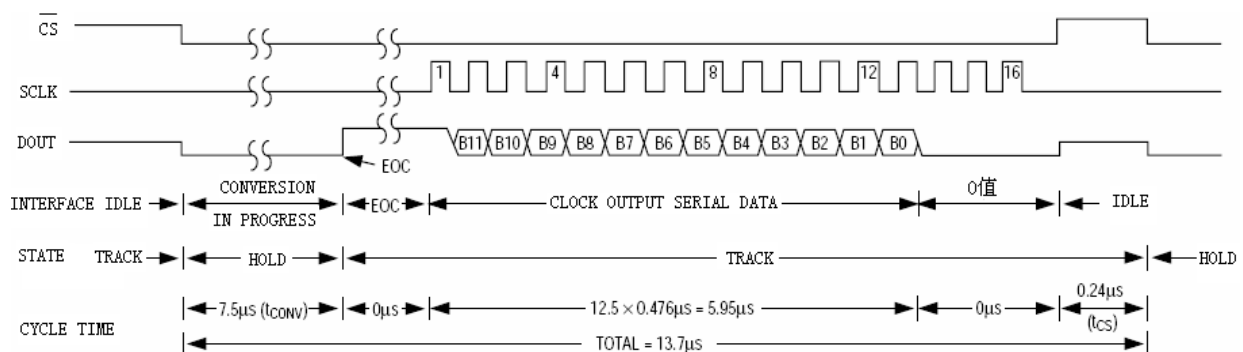 CS
SCLK 1 4 8 12 16
DOUT B11 B10 B9 B8 B7 B6 B5 B4 B3 B2 B1 B0
EOC
INTERFACE IDLE CONVERSION IN PROGRESS EOC CLOCK OUTPUT SERIAL DATA 0值 IDLE
STATE TRACK HOLD TRACK HOLD
CYCLE TIME 7.5μs (tCONV) 0μs 12.5 × 0.476μs = 5.95μs 0μs 0.24μs (tCS)
TOTAL = 13.7μs